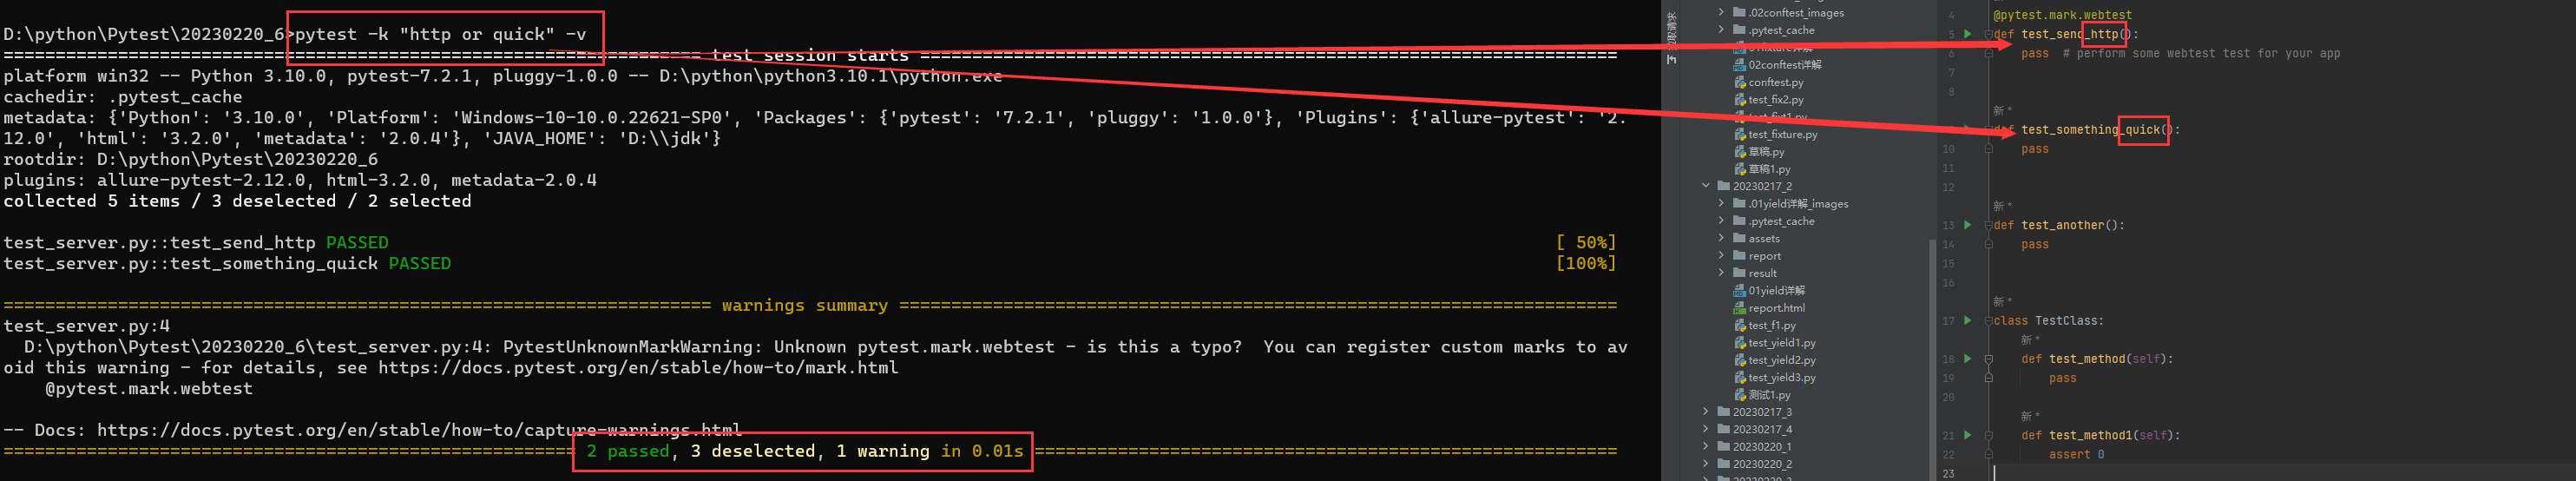 D:\python\Pytest\20230220_6>pytest -k "http or quick" -v
============================ test session starts ============================
platform win32 -- Python 3.10.0, pytest-7.2.1, pluggy-1.0.0 -- D:\python\python3.10.1\python.exe
cachedir: .pytest_cache
metadata: {'Python': '3.10.0', 'Platform': 'Windows-10-10.0.22621-SP0', 'Packages': {'pytest': '7.2.1', 'pluggy': '1.0.0'}, 'Plugins': {'allure-pytest': '2.
12.0', 'html': '3.2.0', 'metadata': '2.0.4'}, 'JAVA_HOME': 'D:\\jdk'}
rootdir: D:\python\Pytest\20230220_6
plugins: allure-pytest-2.12.0, html-3.2.0, metadata-2.0.4
collected 5 items / 3 deselected / 2 selected
test_server.py::test_send_http PASSED [ 50%]
test_server.py::test_something_quick PASSED [100%]
============================ warnings summary ============================
test_server.py:4
D:\python\Pytest\20230220_6\test_server.py:4: PytestUnknownMarkWarning: Unknown pytest.mark.webtest - is this a typo?  You can register custom marks to av
oid this warning - for details, see https://docs.pytest.org/en/stable/how-to/mark.html
@pytest.mark.webtest
-- Docs: https://docs.pytest.org/en/stable/how-to/capture-warnings.html
============================ 2 passed, 3 deselected, 1 warning in 0.01s ============================
.02conftest_images
.pytest_cache
01fixture详解
02conftest详解
conftest.py
test_fix2.py
test_fixt1.py
test_fixture.py
草稿.py
草稿1.py
20230217_2
.01yield详解_images
.pytest_cache
assets
report
result
01yield详解
report.html
test_f1.py
test_yield1.py
test_yield2.py
test_yield3.py
测试1.py
20230217_3
20230217_4
20230220_1
20230220_2
4 @pytest.mark.webtest
5 def test_send_http():
6 pass  # perform some webtest test for your app
7
8
新 *
def test_something_quick():
10 pass
11
12
新 *
13 def test_another():
14 pass
15
16
新 *
17 class TestClass:
新 *
18 def test_method(self):
19 pass
20
新 *
21 def test_method1(self):
22 assert 0
23